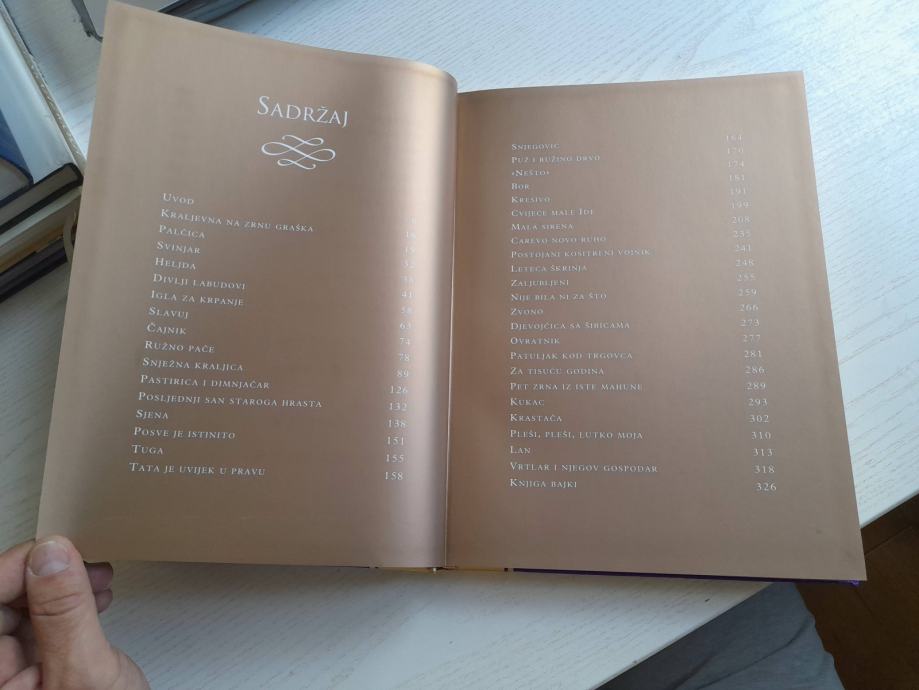 SADRŽAJ
UVOD
KRALJEVNA NA ZRNU GRAŠKA
PALČICA
SVINJAR
HELJDA
DIVLJI LABUDOVI 41
IGLA ZA KRPANJE 58
SLAVUJ 63
ČAJNIK 74
RUŽNO PAČE 78
SNJEŽNA KRALJICA 89
PASTIRICA I DIMNJAČAR 126
POSLJEDNJI SAN STAROGA HRASTA 132
SJENA 138
POSVE JE ISTINITO 151
TUGA 155
TATA JE UVIJEK U PRAVU 158
SNJEGOVIĆ 164
PUŽ I RUŽINO DRVO 170
»NEŠTO« 174
BOR 181
KRESIVO 191
CVIJEĆE MALE IDE 199
MALA SIRENA 208
CAREVO NOVO RUHO 235
POSTOJANI KOSITRENI VOJNIK 241
LETEĆA ŠKRINJA 248
ZALJUBLJENI 255
NIJE BILA NI ZA ŠTO 259
ZVONO 266
DJEVOJČICA SA ŠIBICAMA 273
OVRATNIK 277
PATULJAK KOD TRGOVCA 281
ZA TISUĆU GODINA 286
PET ZRNA IZ ISTE MAHUNE 289
KUKAC 293
KRASTAČA 302
PLEŠI, PLEŠI, LUTKO MOJA 310
LAN 313
VRTLAR I NJEGOV GOSPODAR 318
KNJIGA BAJKI 326